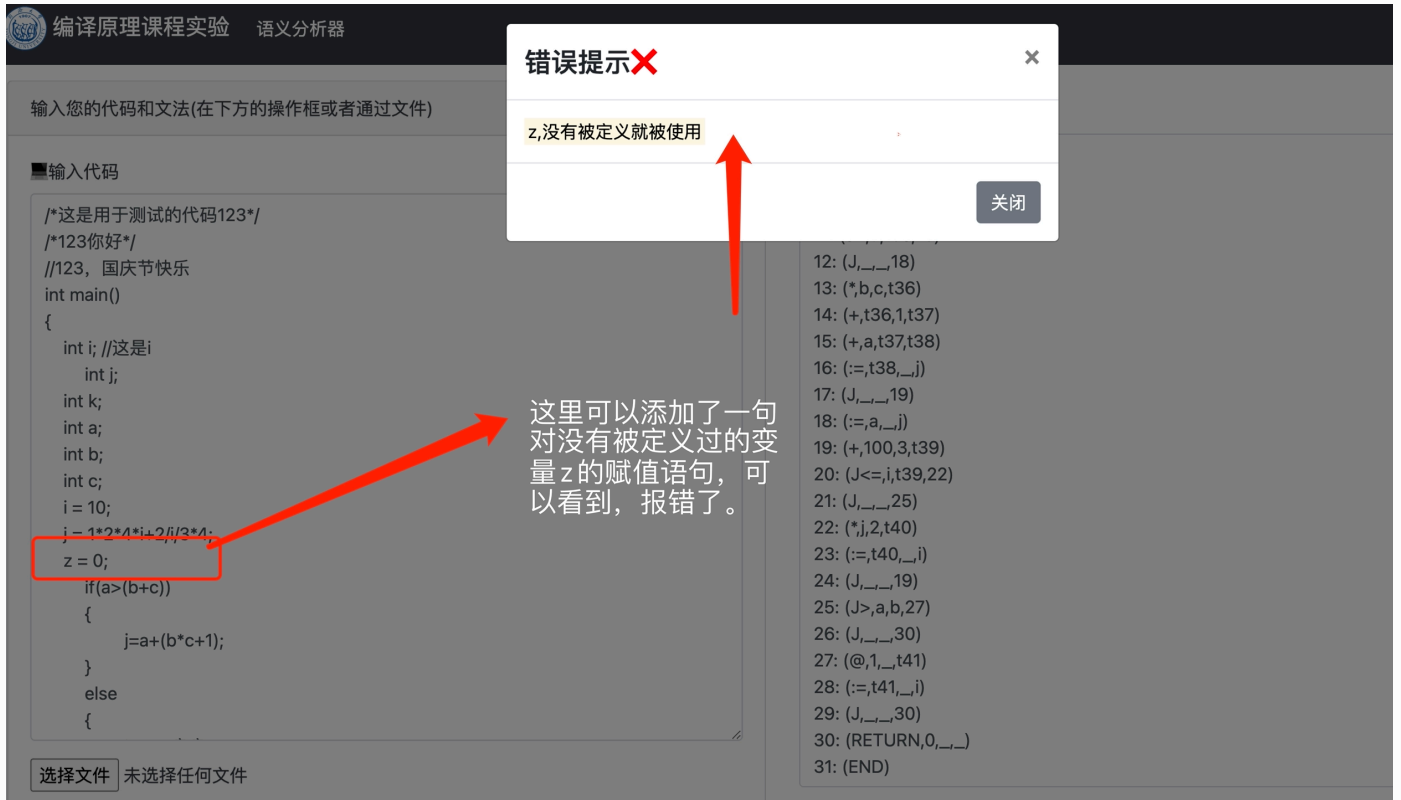 编译原理课程实验 语义分析器
错误提示❌ ×
输入您的代码和文法(在下方的操作框或者通过文件)
z,没有被定义就被使用
关闭
输入代码
/*这是用于测试的代码123*/
/*123你好*/
//123，国庆节快乐
int main()
{
int i; //这是i
int j;
int k;
int a;
int b;
int c;
i = 10;
j = 1*2*4*i+2/i/3*4;
z = 0;
if(a>(b+c))
{
j=a+(b*c+1);
}
else
{
选择文件 未选择任何文件
这里可以添加了一句
对没有被定义过的变
量z的赋值语句，可
以看到，报错了。
12: (J,_,_,18)
13: (*,b,c,t36)
14: (+,t36,1,t37)
15: (+,a,t37,t38)
16: (:=,t38,_,j)
17: (J,_,_,19)
18: (:=,a,_,j)
19: (+,100,3,t39)
20: (J<=,i,t39,22)
21: (J,_,_,25)
22: (*,j,2,t40)
23: (:=,t40,_,i)
24: (J,_,_,19)
25: (J>,a,b,27)
26: (J,_,_,30)
27: (@,1,_,t41)
28: (:=,t41,_,i)
29: (J,_,_,30)
30: (RETURN,0,_,_)
31: (END)